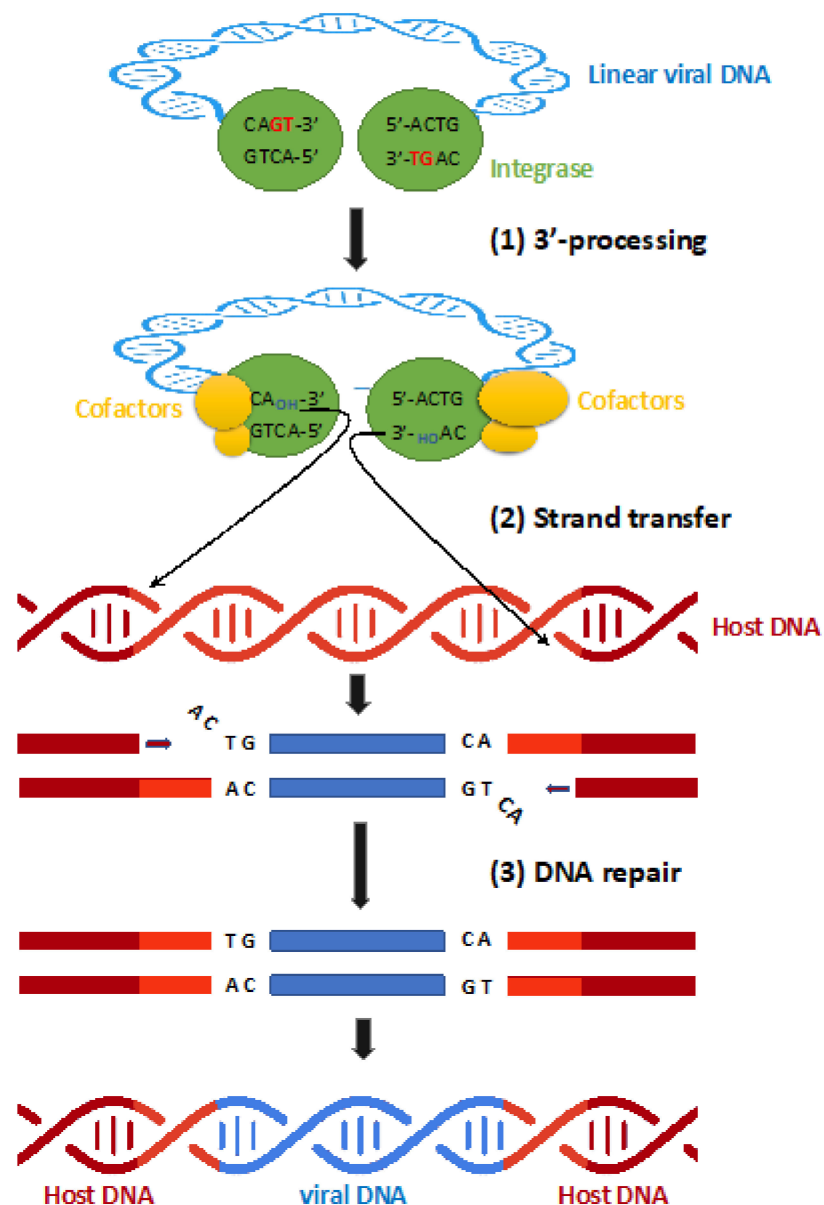 Linear viral DNA
CAGT-3’ 5’-ACTG
GTCA-5’ 3’-TGAC
Integrase
(1) 3’-processing
Cofactors CAOH-3’ 5’-ACTG Cofactors
GTCA-5’ 3’-HOAC
(2) Strand transfer
Host DNA
AC
TG CA
AC GT
CA
(3) DNA repair
TG CA
AC GT
Host DNA viral DNA Host DNA